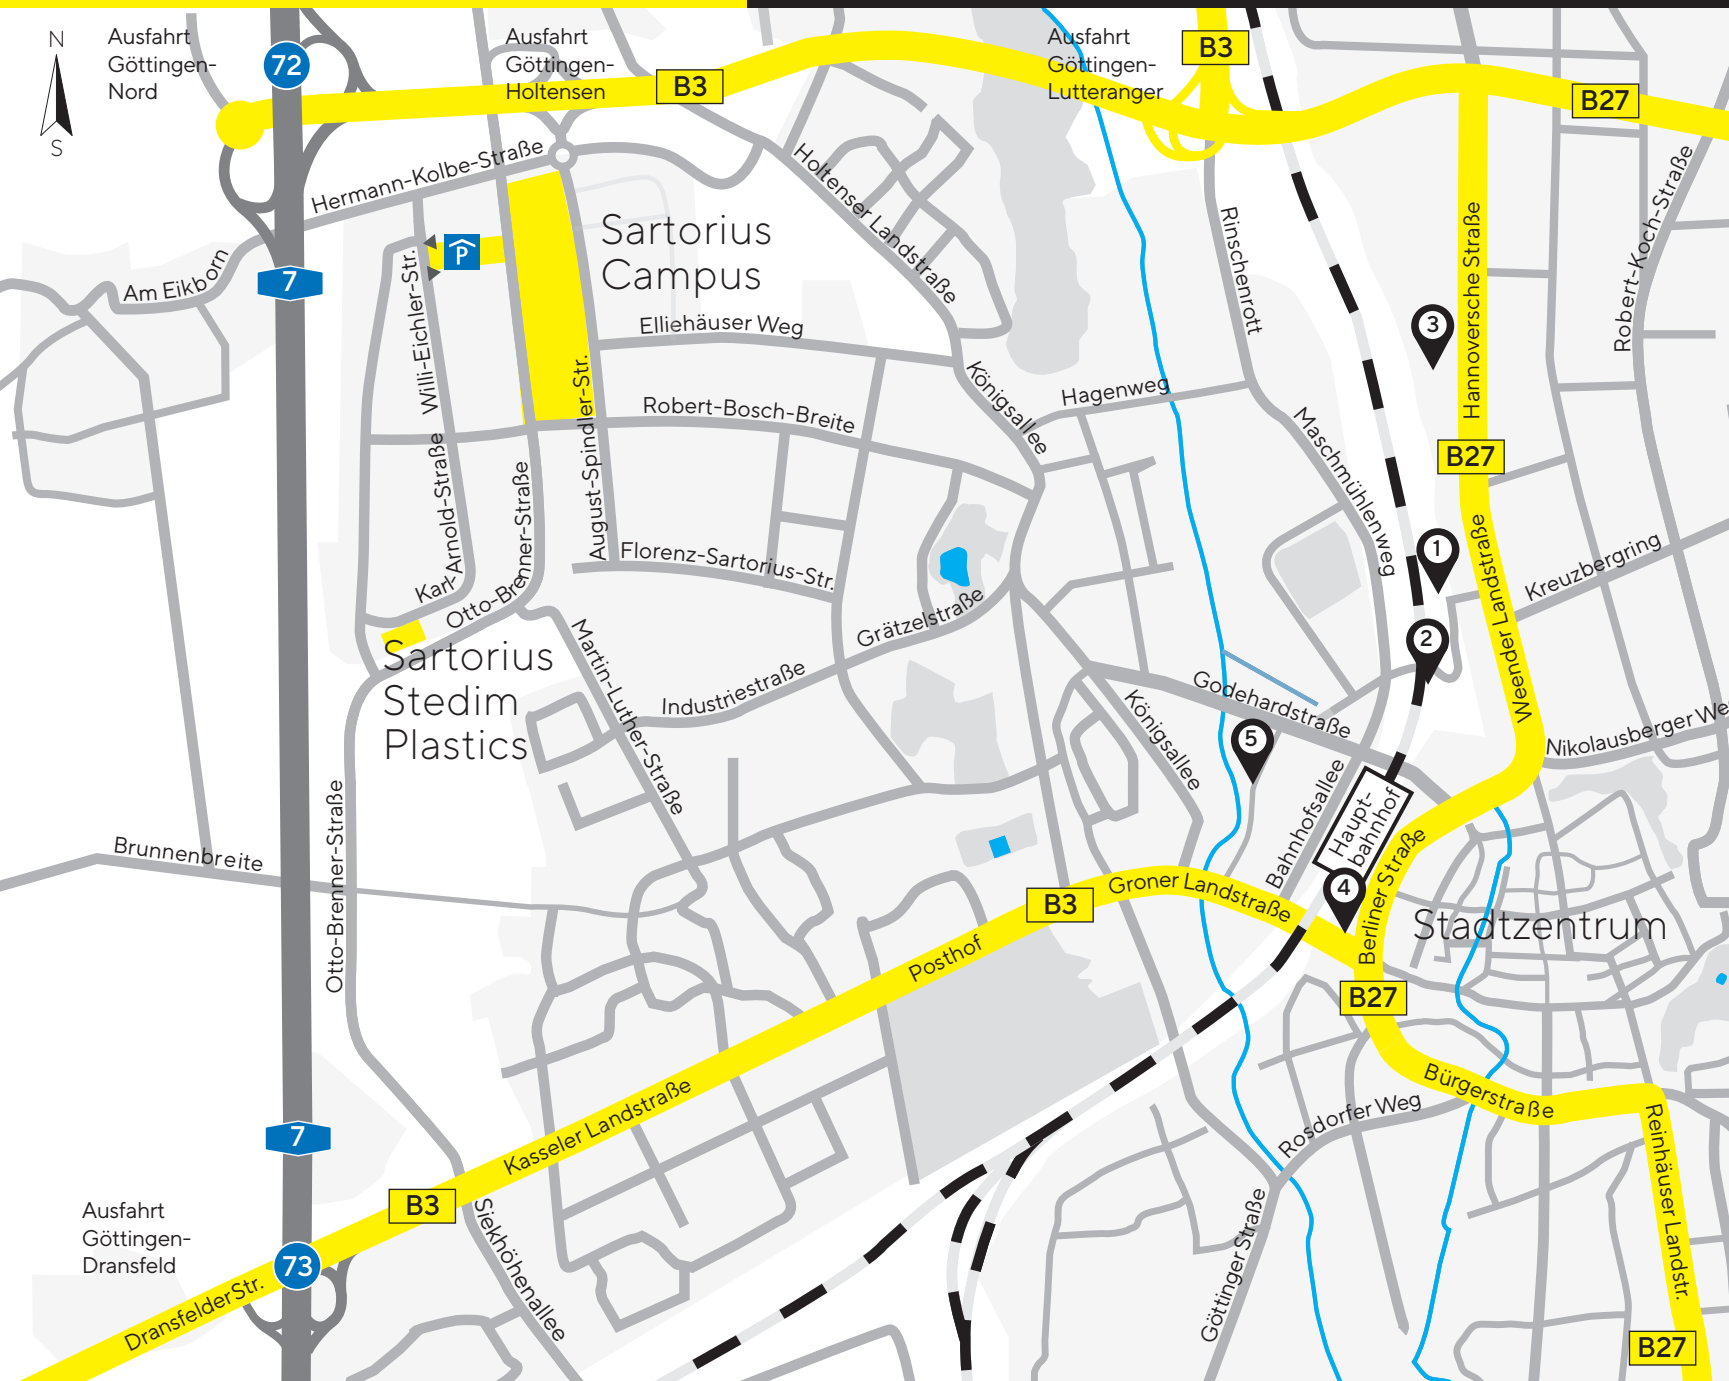 N
S
Ausfahrt
Göttingen-
Nord
72
Ausfahrt
Göttingen-
Holtensen
B3
Ausfahrt
Göttingen-
Lutteranger
B3
B27
Hermann-Kolbe-Straße
Holtenser Landstraße
Sartorius
Campus
P
Am Eikborn
7
Willi-Eichler-Str.
Elliehäuser Weg
Rinschenrott
Hannoversche Straße
Robert-Koch-Straße
3
August-Spindler-Str.
Robert-Bosch-Breite
Königsallee
Hagenweg
Maschmühlenweg
B27
Karl-Arnold-Straße
Otto-Brenner-Straße
Florenz-Sartorius-Str.
Grätzelstraße
1
2
Weender Landstraße
Kreuzbergring
Sartorius
Stedim
Plastics
Martin-Luther-Straße
Industriestraße
Königsallee
Godehardstraße
5
Nikolausberger We
Otto-Brenner-Straße
Brunnenbreite
Bahnhofsallee
Haupt-
bahnhof
4
Berliner Straße
B3
Groner Landstraße
Stadtzentrum
Posthof
B27
Kasseler Landstraße
Bürgerstraße
Rosdorfer Weg
Reinhäuser Landstr.
7
Ausfahrt
Göttingen-
Dransfeld
B3
73
Dransfelder Str.
Siekhöhenallee
Göttinger Straße
B27